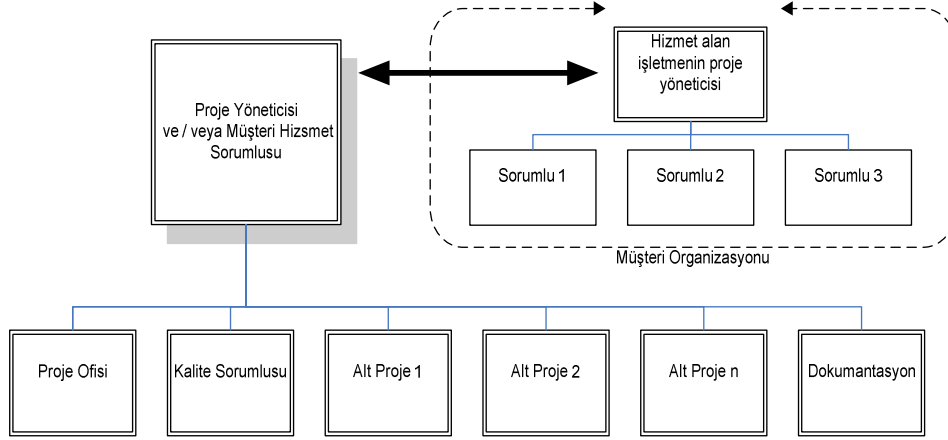 Proje Yöneticisi
ve / veya Müşteri Hizsmet
Sorumlusu
Hizmet alan
işletmenin proje
yöneticisi
Sorumlu 1
Sorumlu 2
Sorumlu 3
Müşteri Organizasyonu
Proje Ofisi
Kalite Sorumlusu
Alt Proje 1
Alt Proje 2
Alt Proje n
Dokumantasyon